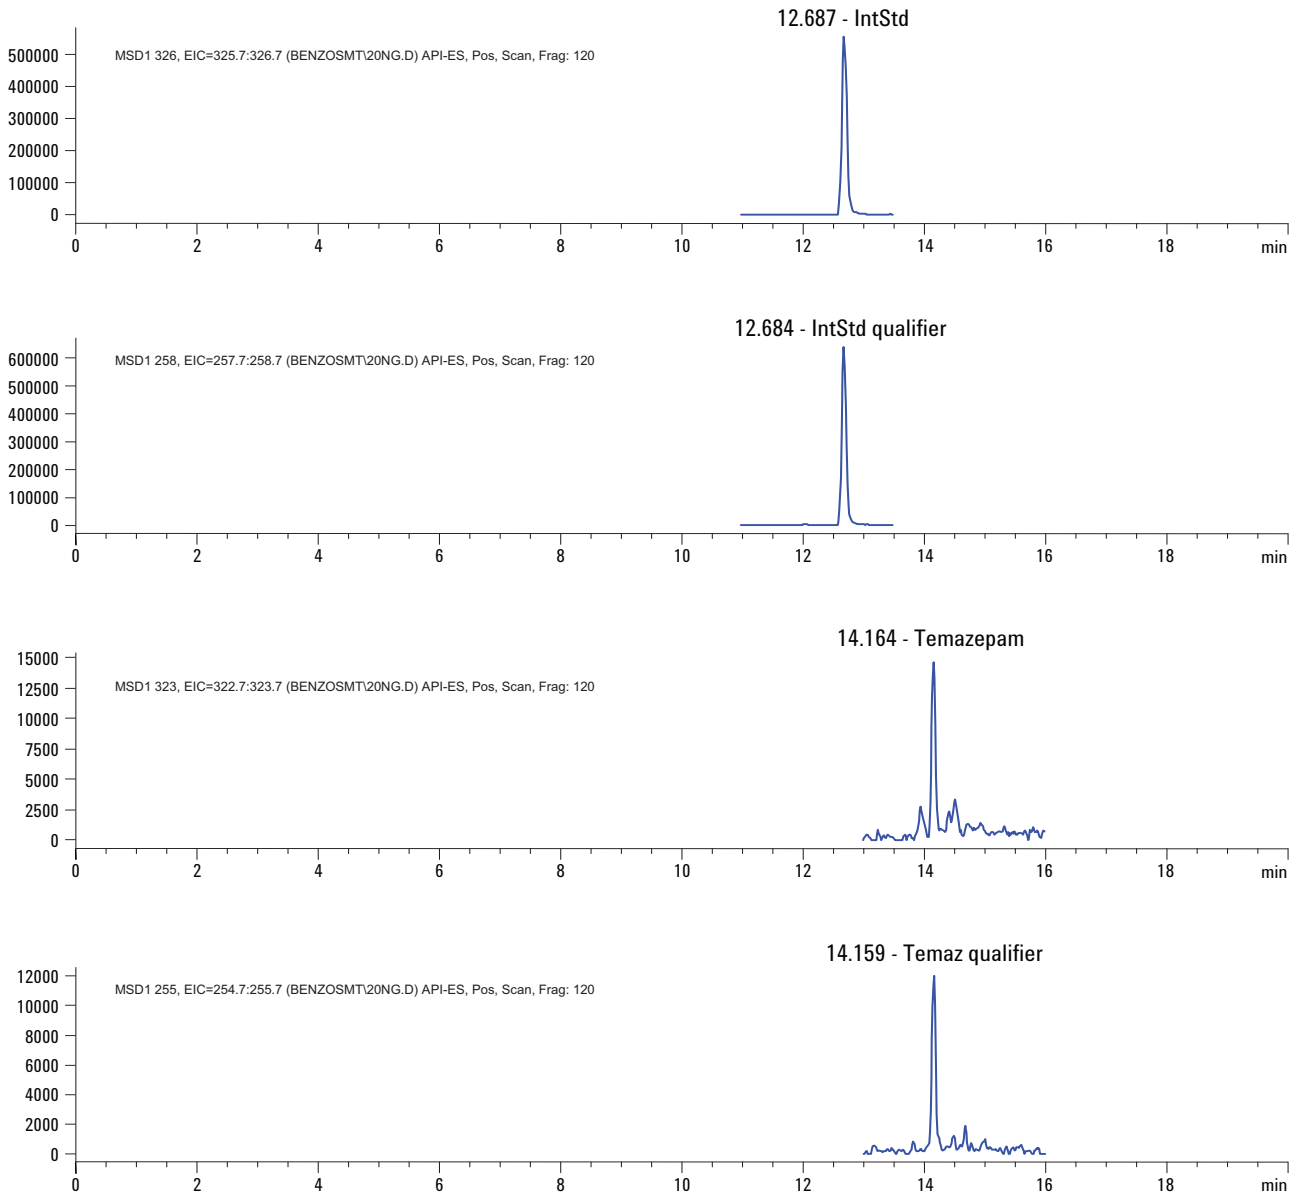 12.687 - IntStd
MSD1 326, EIC=325.7:326.7 (BENZOSMT\20NG.D) API-ES, Pos, Scan, Frag: 120
500000
400000
300000
200000
100000
0
0 2 4 6 8 10 12 14 16 18 min
12.684 - IntStd qualifier
MSD1 258, EIC=257.7:258.7 (BENZOSMT\20NG.D) API-ES, Pos, Scan, Frag: 120
600000
500000
400000
300000
200000
100000
0
0 2 4 6 8 10 12 14 16 18 min
14.164 - Temazepam
15000
MSD1 323, EIC=322.7:323.7 (BENZOSMT\20NG.D) API-ES, Pos, Scan, Frag: 120
12500
10000
7500
5000
2500
0
0 2 4 6 8 10 12 14 16 18 min
14.159 - Temaz qualifier
12000
MSD1 255, EIC=254.7:255.7 (BENZOSMT\20NG.D) API-ES, Pos, Scan, Frag: 120
10000
8000
6000
4000
2000
0
0 2 4 6 8 10 12 14 16 18 min